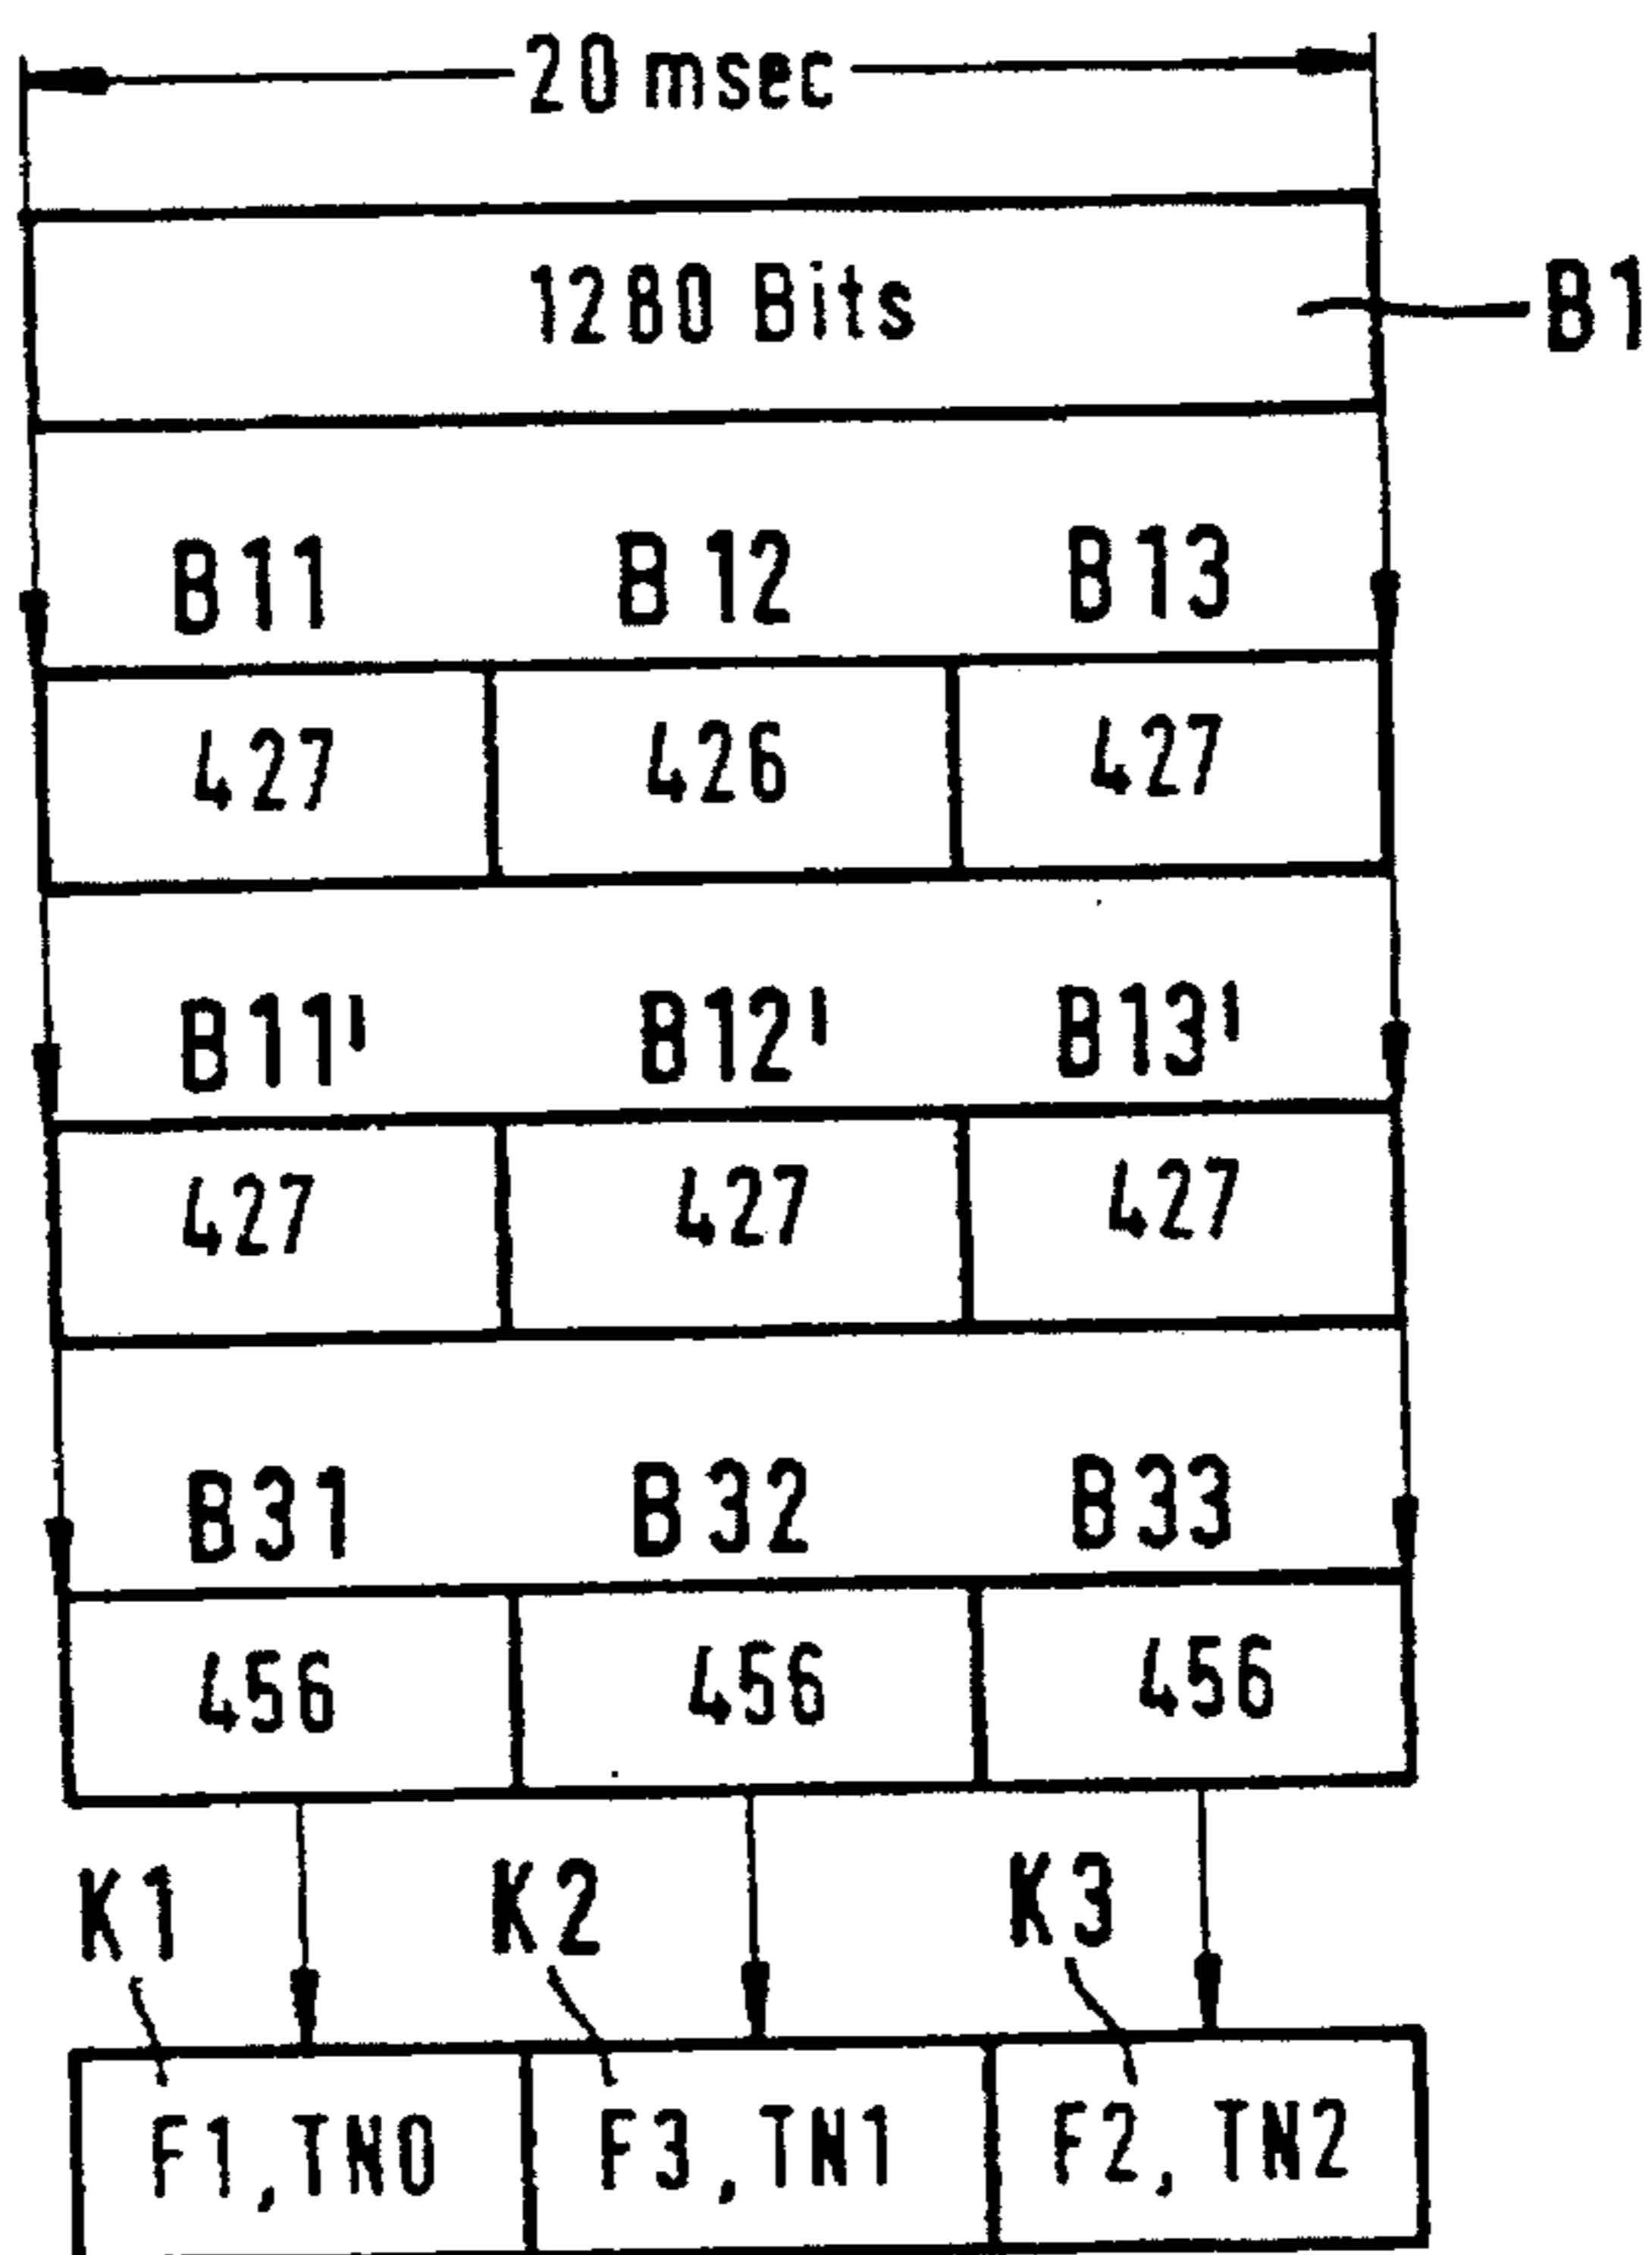 20 msec
1280 Bits
B1
B11 B12 B13
427 426 427
B11' B12' B13'
427 427 427
B31 B32 B33
456 456 456
K1 K2 K3
F1,TN0 F3,TN1 F2, TN2